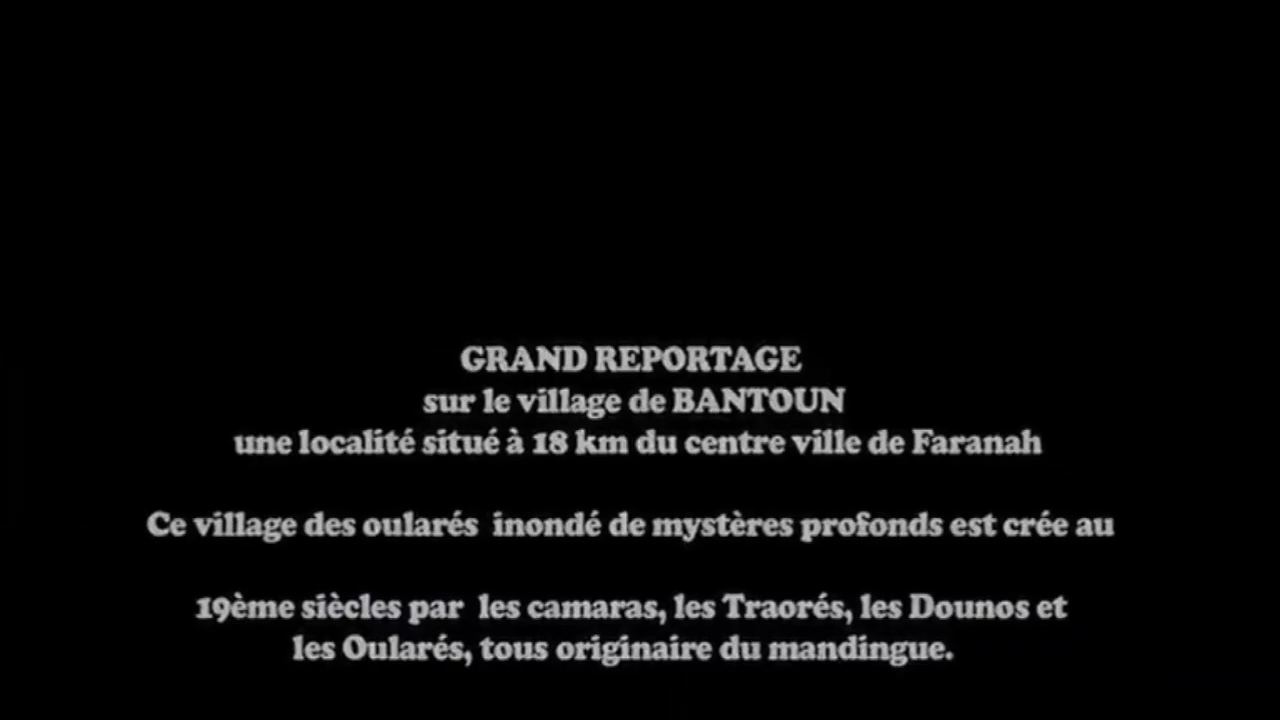 GRAND REPORTAGE
sur le village de BANTOUN
une localité situé à 18 km du centre ville de Faranah
Ce village des oularés inondé de mystères profonds est crée au
19ème siècles par les camaras, les Traorés, les Dounos et
les Oularés, tous originaire du mandingue.